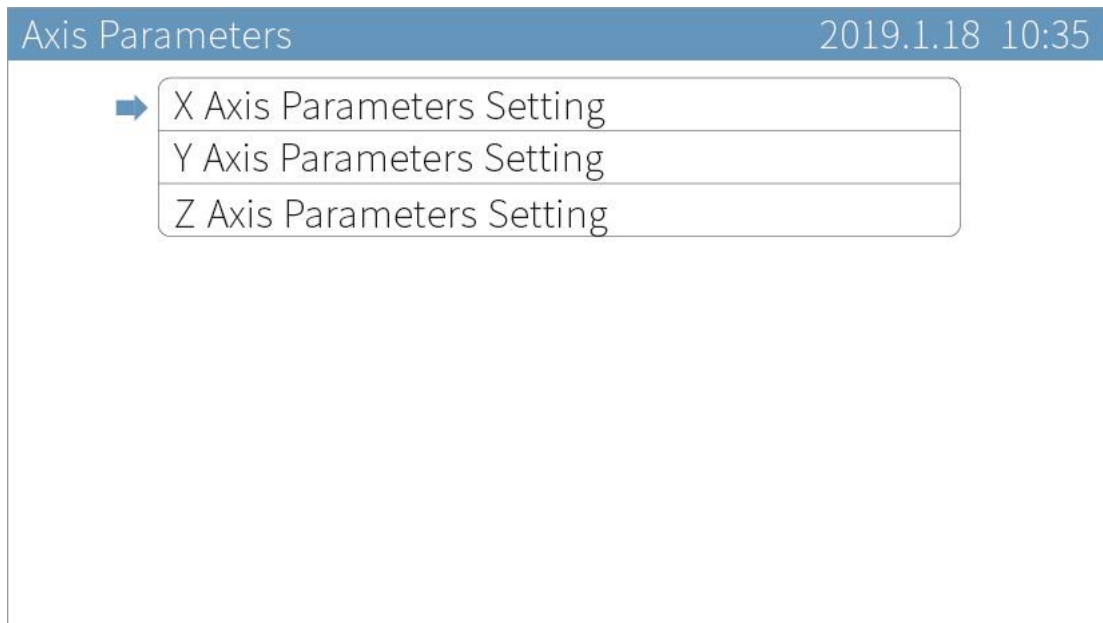 Axis Parameters 2019.1.18 10:35
X Axis Parameters Setting
Y Axis Parameters Setting
Z Axis Parameters Setting